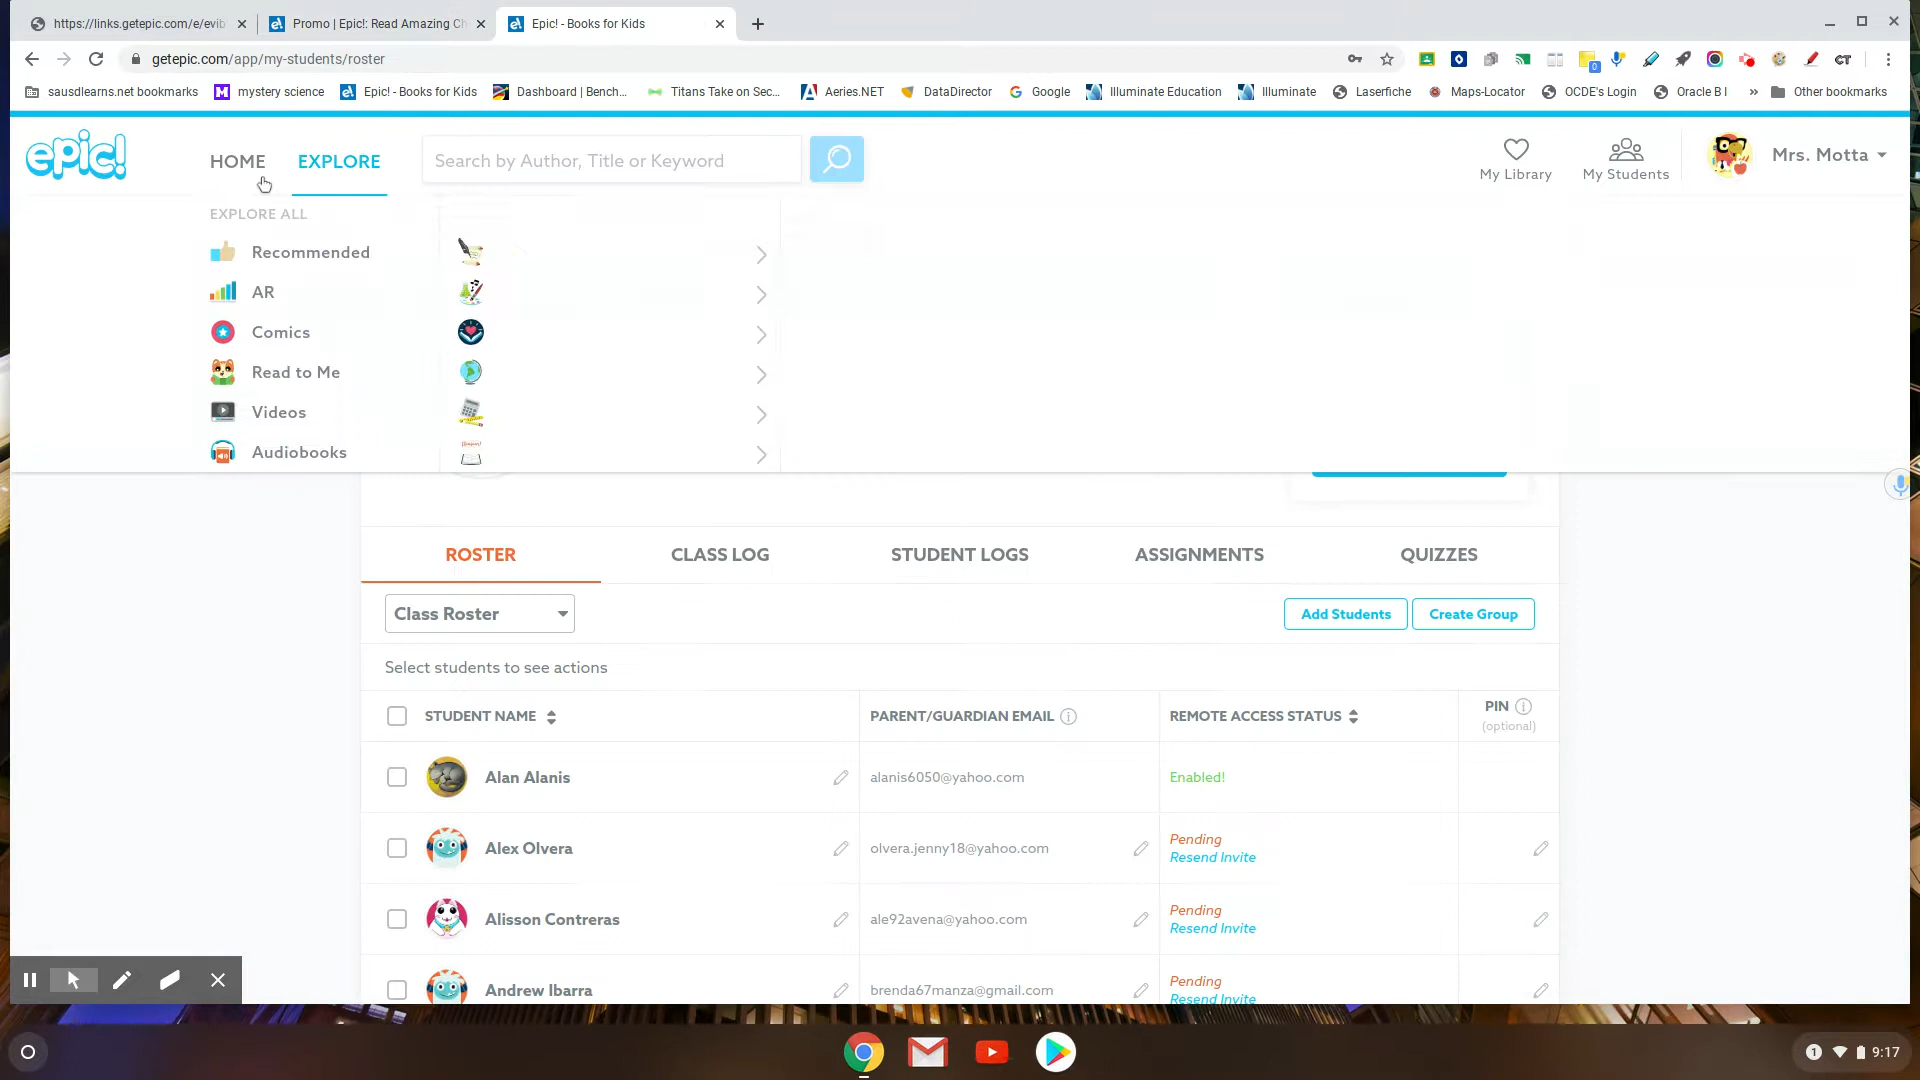 https://links.getepic.com/e/evib
Promo | Epic!: Read Amazing Ch
Epic! - Books for Kids
getepic.com/app/my-students/roster
0
CT
sausdlearns.net bookmarks
mystery science
Epic! - Books for Kids
Dashboard | Bench...
Titans Take on Sec...
Aeries.NET
DataDirector
Google
Illuminate Education
Illuminate
Laserfiche
Maps-Locator
OCDE's Login
Oracle B I
»
Other bookmarks
epic!
HOME
EXPLORE
Search by Author, Title or Keyword
My Library
My Students
Mrs. Motta
EXPLORE ALL
Recommended
AR
Comics
Read to Me
Videos
Audiobooks
ROSTER
CLASS LOG
STUDENT LOGS
ASSIGNMENTS
QUIZZES
Class Roster
Add Students
Create Group
Select students to see actions
STUDENT NAME
PARENT/GUARDIAN EMAIL
REMOTE ACCESS STATUS
PIN
(optional)
Alan Alanis
alanis6050@yahoo.com
Enabled!
Alex Olvera
olvera.jenny18@yahoo.com
Pending
Resend Invite
Alisson Contreras
ale92avena@yahoo.com
Pending
Resend Invite
Andrew Ibarra
brenda67manza@gmail.com
Pending
Resend Invite
1
9:17